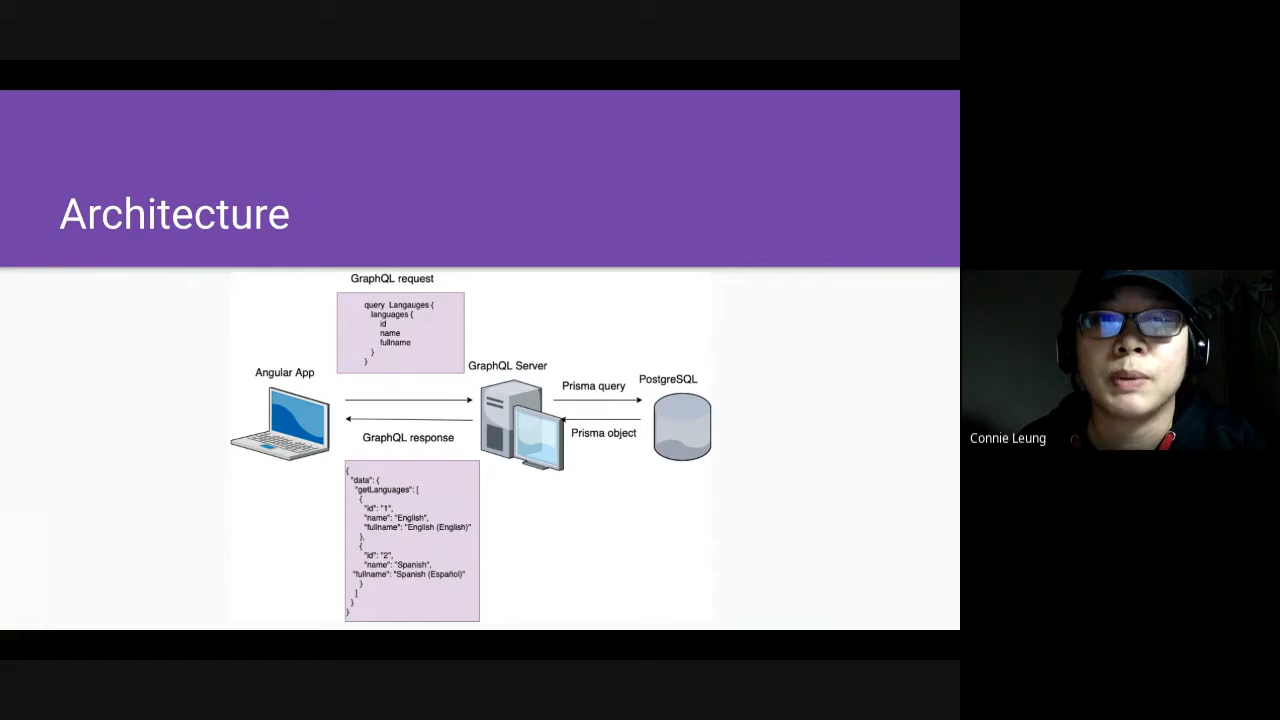 Architecture
GraphQL request
query Langauges {
languages {
id
name
fullname
}
}
GraphQL Server
Angular App
Prisma query
PostgreSQL
GraphQL response
Prisma object
{
"data": {
"getLanguages": [
{
"id": "1",
"name": "English",
"fullname": "English (English)"
},
{
"id": "2",
"name": "Spanish",
"fullname": "Spanish (Español)"
}
]
}
}
Connie Leung